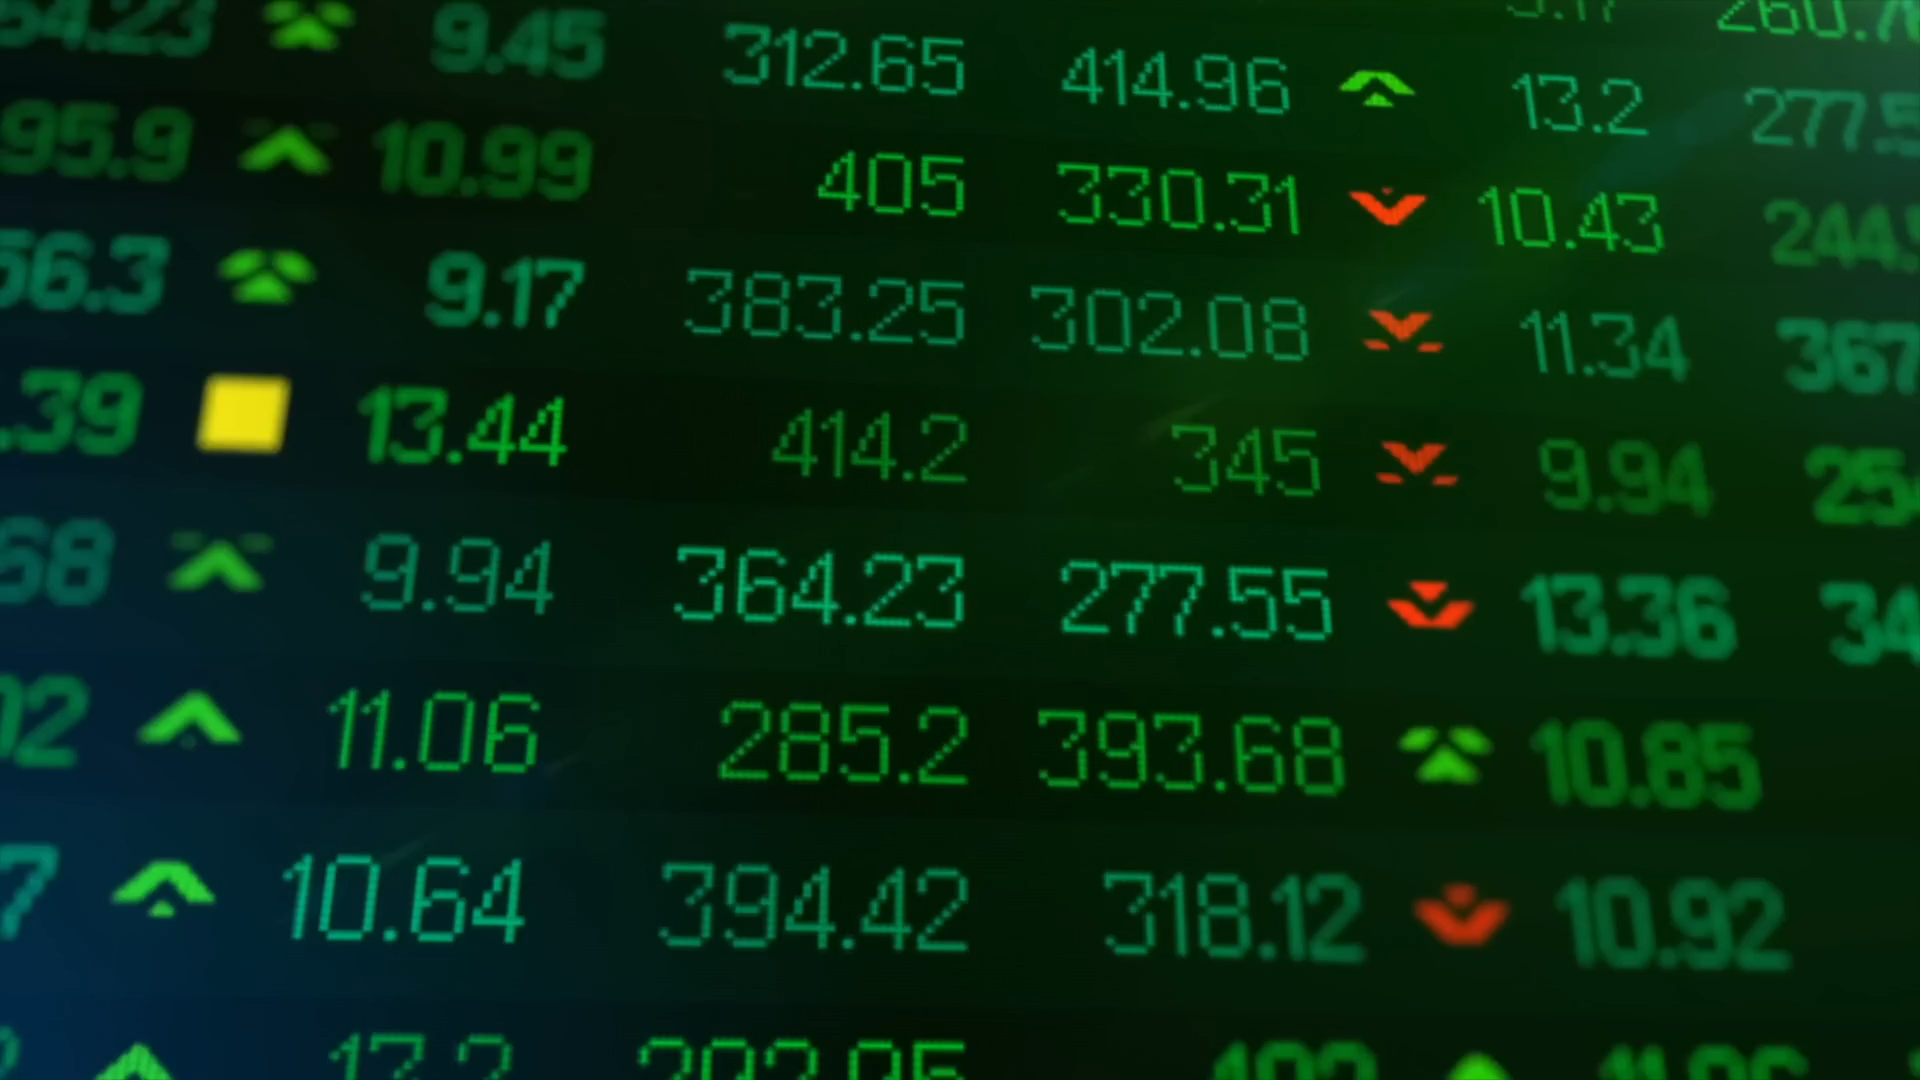 9.45 312.65 414.96 13.2
95.9 10.99 405 330.31 10.43
56.3 9.17 383.25 302.08 11.34
.39 13.44 414.2 345 9.94
68 9.94 364.23 277.55 13.36
11.06 285.2 393.68 10.85
10.64 394.42 318.12 10.92